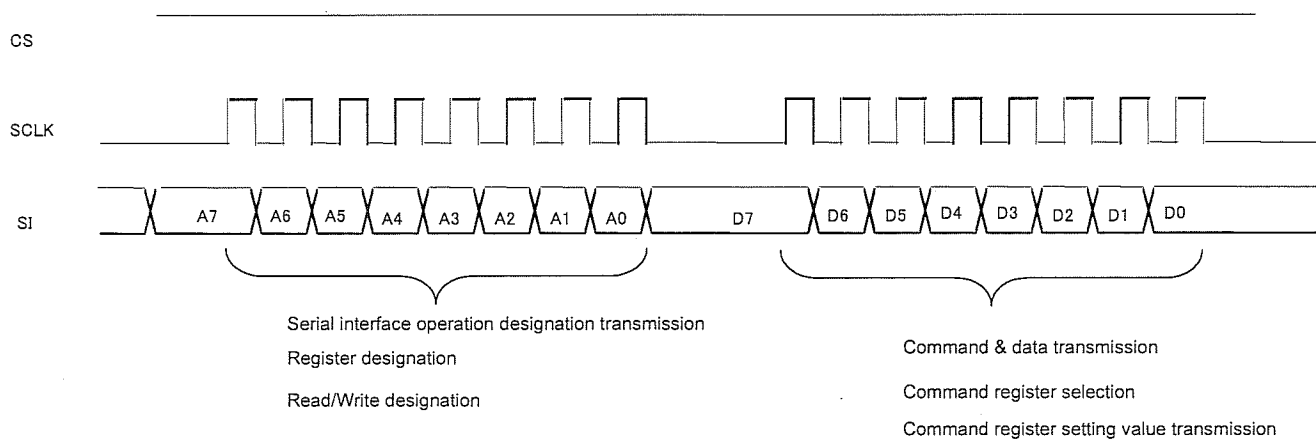 CS
SCLK
SI
A7 A6 A5 A4 A3 A2 A1 A0 D7 D6 D5 D4 D3 D2 D1 D0
Serial interface operation designation transmission
Register designation
Read/Write designation
Command & data transmission
Command register selection
Command register setting value transmission